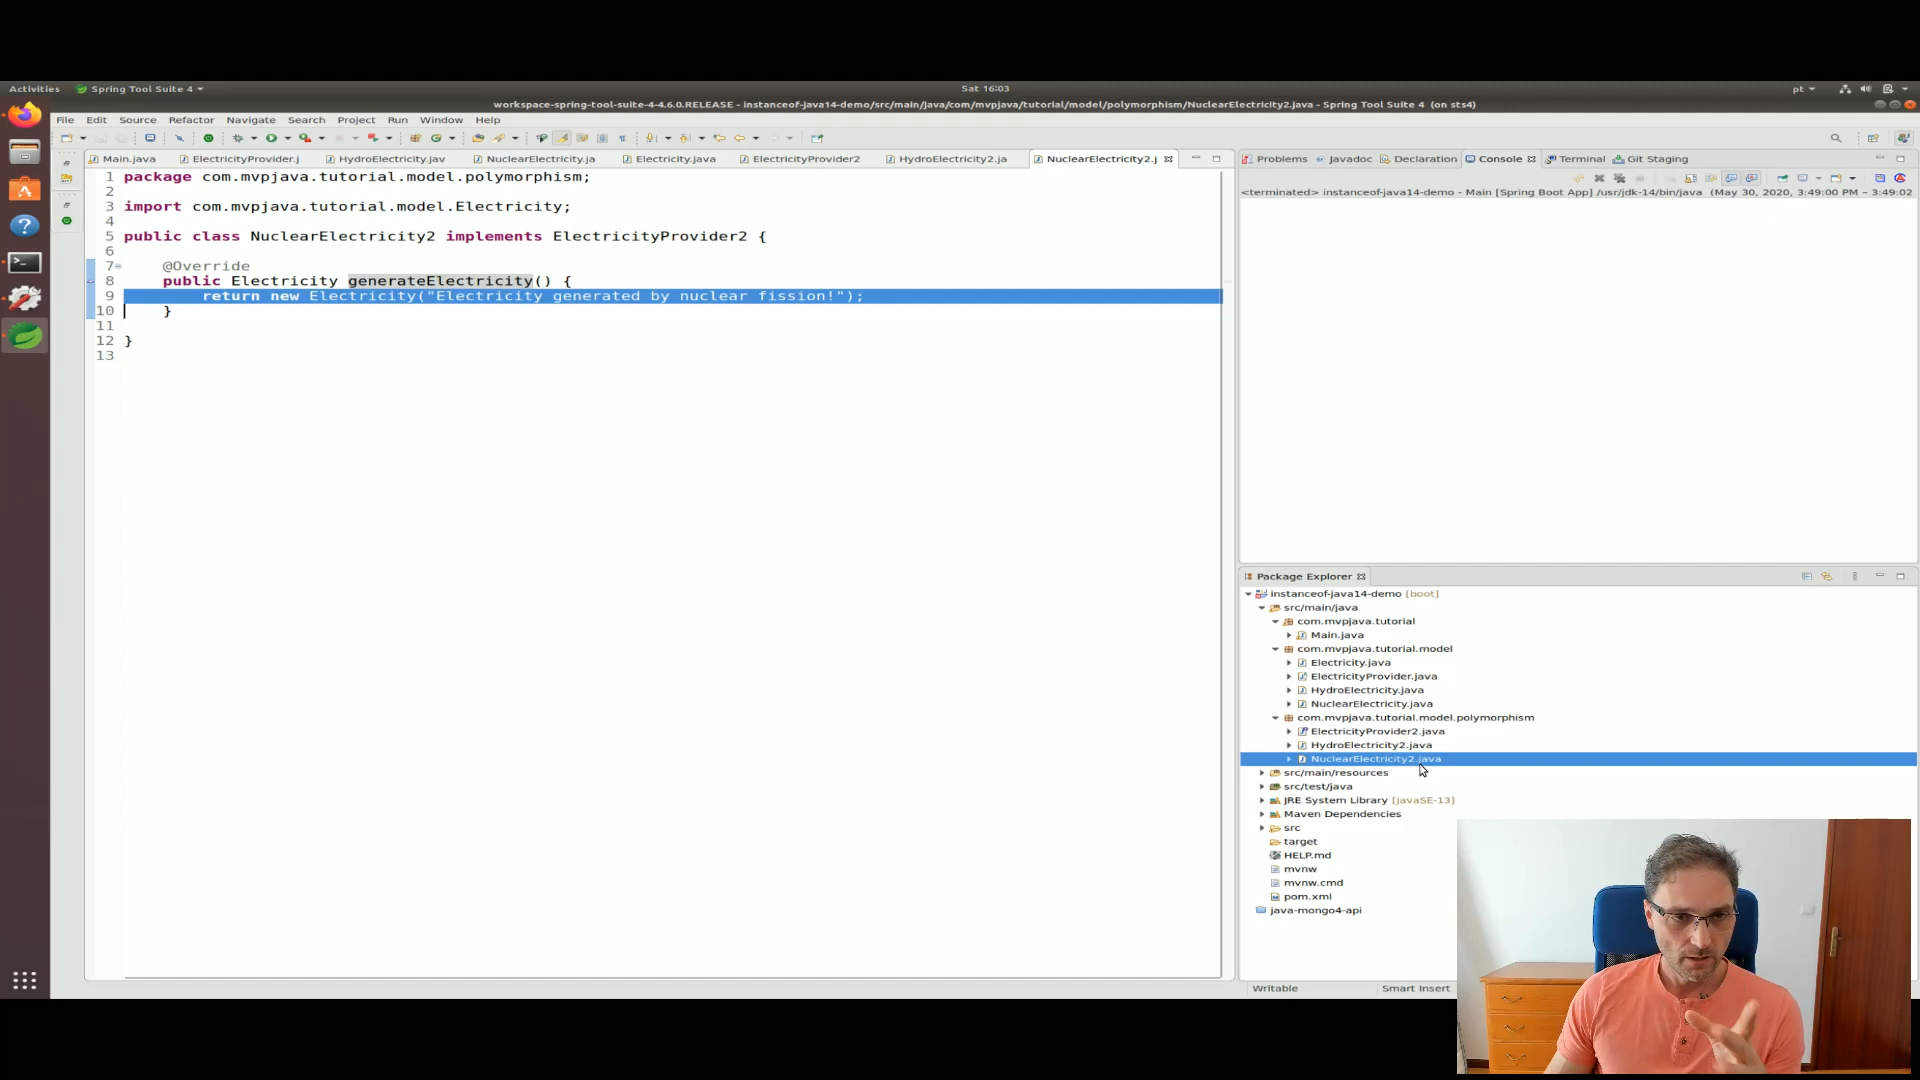 Activities
Spring Tool Suite 4
Sat 16:03
pt
workspace-spring-tool-suite-4-4.6.0.RELEASE - instanceof-java14-demo/src/main/java/com/mvpjava/tutorial/model/polymorphism/NuclearElectricity2.java - Spring Tool Suite 4 (on sts4)
File Edit Source Refactor Navigate Search Project Run Window Help
Main.java ElectricityProvider.j HydroElectricity.jav NuclearElectricity.ja Electricity.java ElectricityProvider2 HydroElectricity2.ja NuclearElectricity2.j
1 package com.mvpjava.tutorial.model.polymorphism;
2
3 import com.mvpjava.tutorial.model.Electricity;
4
5 public class NuclearElectricity2 implements ElectricityProvider2 {
6
7 @Override
8 public Electricity generateElectricity() {
9 return new Electricity("Electricity generated by nuclear fission!");
10 }
11
12 }
13
Problems Javadoc Declaration Console Terminal Git Staging
<terminated> instanceof-java14-demo - Main [Spring Boot App] /usr/jdk-14/bin/java (May 30, 2020, 3:49:00 PM – 3:49:02
Package Explorer
instanceof-java14-demo [boot]
src/main/java
com.mvpjava.tutorial
Main.java
com.mvpjava.tutorial.model
Electricity.java
ElectricityProvider.java
HydroElectricity.java
NuclearElectricity.java
com.mvpjava.tutorial.model.polymorphism
ElectricityProvider2.java
HydroElectricity2.java
NuclearElectricity2.java
src/main/resources
src/test/java
JRE System Library [JavaSE-13]
Maven Dependencies
src
target
HELP.md
mvnw
mvnw.cmd
pom.xml
java-mongo4-api
Writable Smart Insert